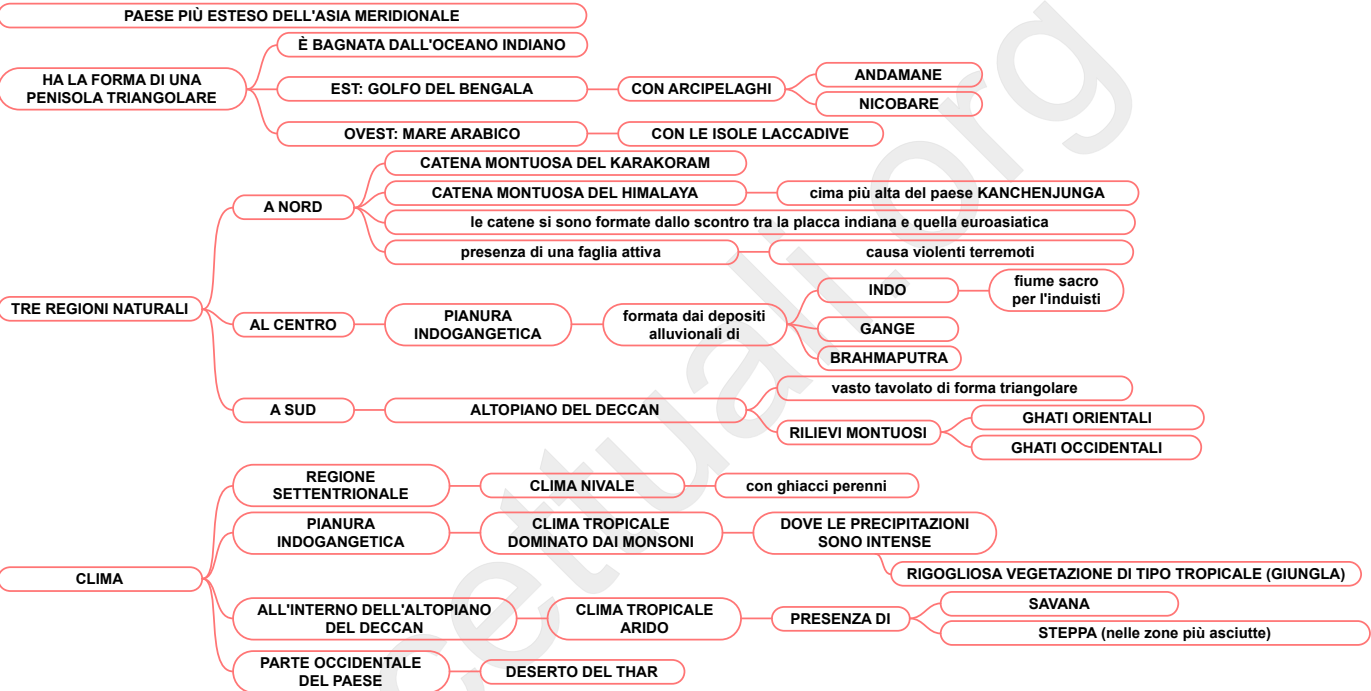 PAESE PIÙ ESTESO DELL'ASIA MERIDIONALE
HA LA FORMA DI UNA
PENISOLA TRIANGOLARE
È BAGNATA DALL'OCEANO INDIANO
EST: GOLFO DEL BENGALA
CON ARCIPELAGHI
ANDAMANE
NICOBARE
OVEST: MARE ARABICO
CON LE ISOLE LACCADIVE
TRE REGIONI NATURALI
A NORD
CATENA MONTUOSA DEL KARAKORAM
CATENA MONTUOSA DEL HIMALAYA
cima più alta del paese KANCHENJUNGA
le catene si sono formate dallo scontro tra la placca indiana e quella euroasiatica
presenza di una faglia attiva
causa violenti terremoti
AL CENTRO
PIANURA
INDOGANGETICA
formata dai depositi
alluvionali di
INDO
fiume sacro
per l'induisti
GANGE
BRAHMAPUTRA
A SUD
ALTOPIANO DEL DECCAN
vasto tavolato di forma triangolare
RILIEVI MONTUOSI
GHATI ORIENTALI
GHATI OCCIDENTALI
CLIMA
REGIONE
SETTENTRIONALE
CLIMA NIVALE
con ghiacci perenni
PIANURA
INDOGANGETICA
CLIMA TROPICALE
DOMINATO DAI MONSONI
DOVE LE PRECIPITAZIONI
SONO INTENSE
RIGOGLIOSA VEGETAZIONE DI TIPO TROPICALE (GIUNGLA)
ALL'INTERNO DELL'ALTOPIANO
DEL DECCAN
CLIMA TROPICALE
ARIDO
PRESENZA DI
SAVANA
STEPPA (nelle zone più asciutte)
PARTE OCCIDENTALE
DEL PAESE
DESERTO DEL THAR
cettuali.org